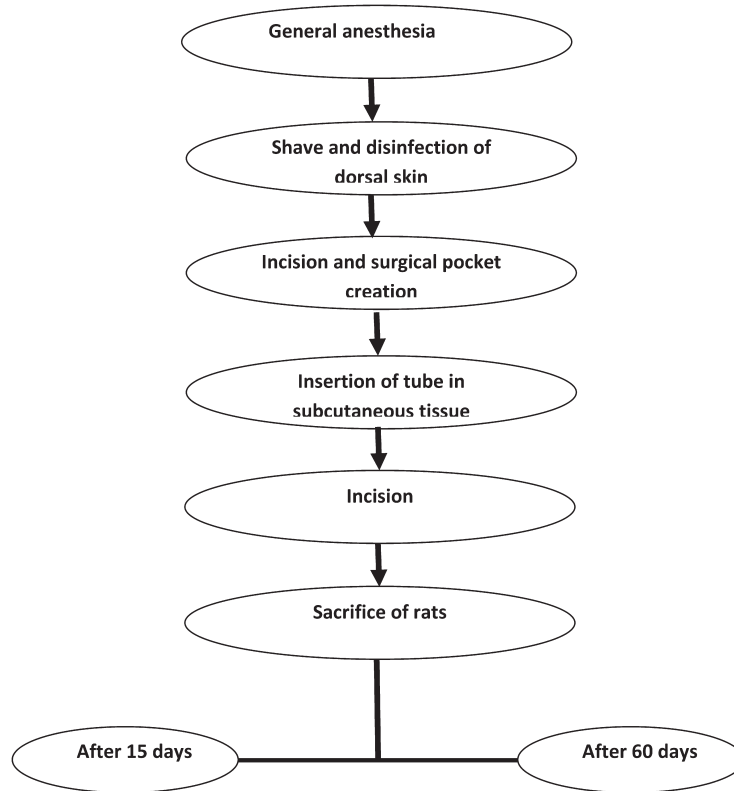 General anesthesia
Shave and disinfection of
dorsal skin
Incision and surgical pocket
creation
Insertion of tube in
subcutaneous tissue
Incision
Sacrifice of rats
After 15 days
After 60 days